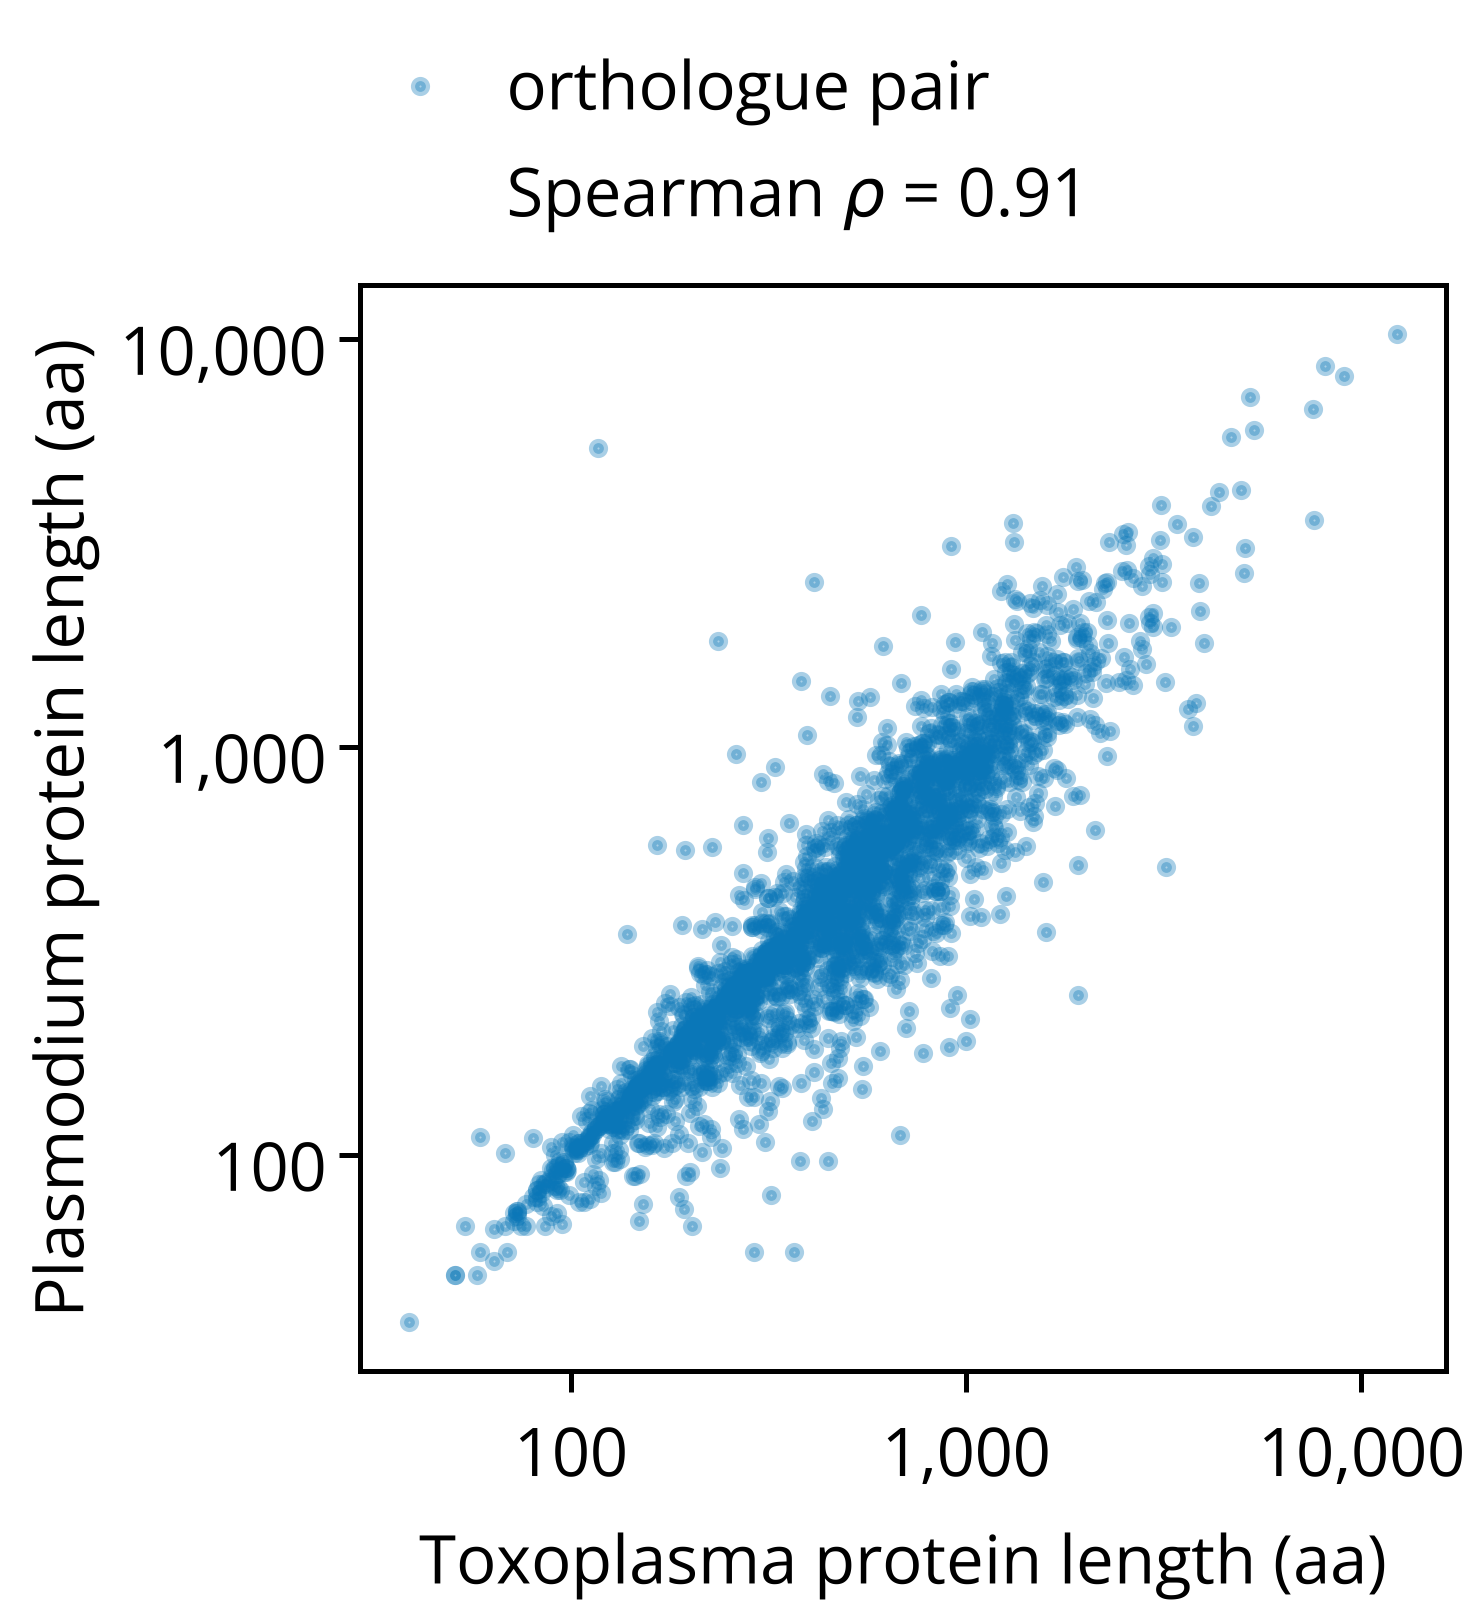 orthologue pair
Spearman ρ = 0.91
Plasmodium protein length (aa)
10,000
1,000
100
100
1,000
10,000
Toxoplasma protein length (aa)